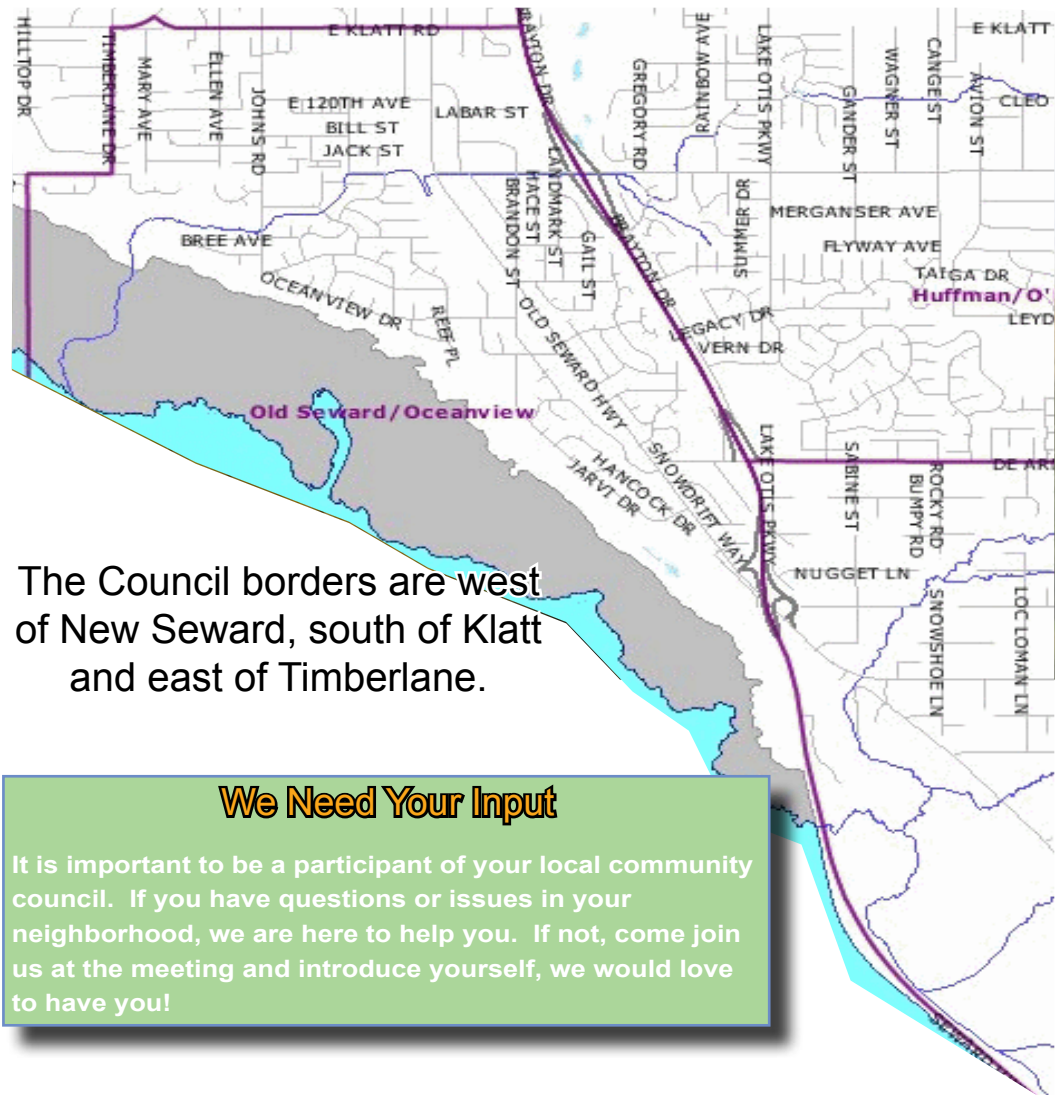 HILLTOP DR
TIMBERLANE DR
MARY AVE
ELLEN AVE
JOHNS RD
E KLATT RD
E 120TH AVE
BILL ST
JACK ST
LABAR ST
BRAYTON DR
GREGORY RD
RAINBOW AVE
LAKE OTIS PKWY
GANDER ST
WAGNER ST
CANGE ST
AVION ST
E KLATT
CLEO
LANDMARK ST
HACE ST
BRANDON ST
GAIL ST
BRAYTON DR
SUMMER DR
MERGANSER AVE
FLYWAY AVE
TAIGA DR
Huffman/O'
LEYD
BREE AVE
OCEANVIEW DR
REEF PL
OLD SEWARD HWY
LEGACY DR
VERN DR
Old Seward/Oceanview
HANCOCK DR
JARVI DR
SNOWDRIFT WAY
LAKE OTIS PKWY
SABINE ST
ROCKY RD
BUMPY RD
DE AR
NUGGET LN
SNOWSHOE LN
LOC LOMAN LN
The Council borders are west
of New Seward, south of Klatt
and east of Timberlane.
We Need Your Input
It is important to be a participant of your local community
council.  If you have questions or issues in your
neighborhood, we are here to help you.  If not, come join
us at the meeting and introduce yourself, we would love
to have you!
SEWARD